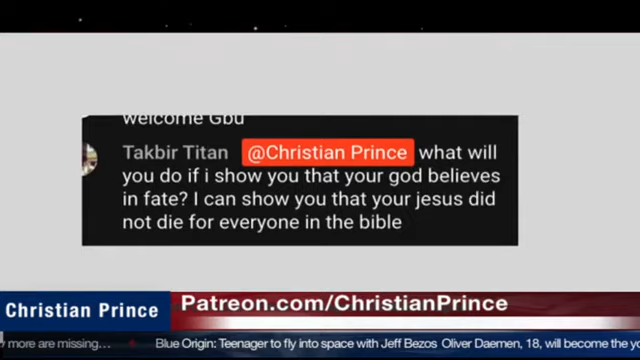 welcome Gbu
Takbir Titan @Christian Prince what will
you do if i show you that your god believes
in fate? I can show you that your jesus did
not die for everyone in the bible
Christian Prince
Patreon.com/ChristianPrince
more are missing... Blue Origin: Teenager to fly into space with Jeff Bezos Oliver Daemen, 18, will become the